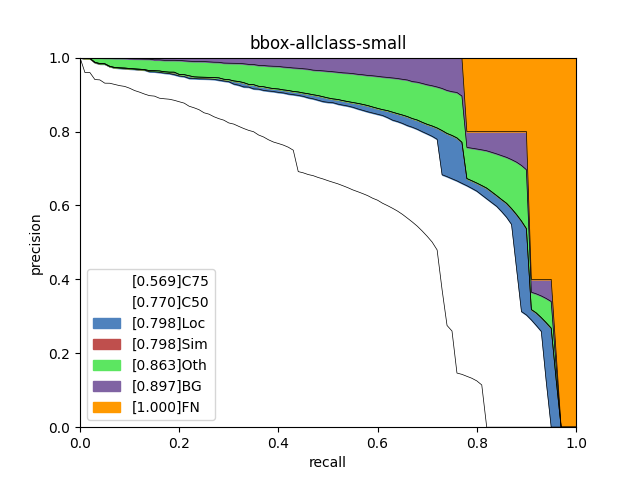 bbox-allclass-small
1.0
0.8
0.6
0.4
0.2
0.0
precision
[0.569]C75
[0.770]C50
[0.798]Loc
[0.798]Sim
[0.863]Oth
[0.897]BG
[1.000]FN
0.0 0.2 0.4 0.6 0.8 1.0
recall